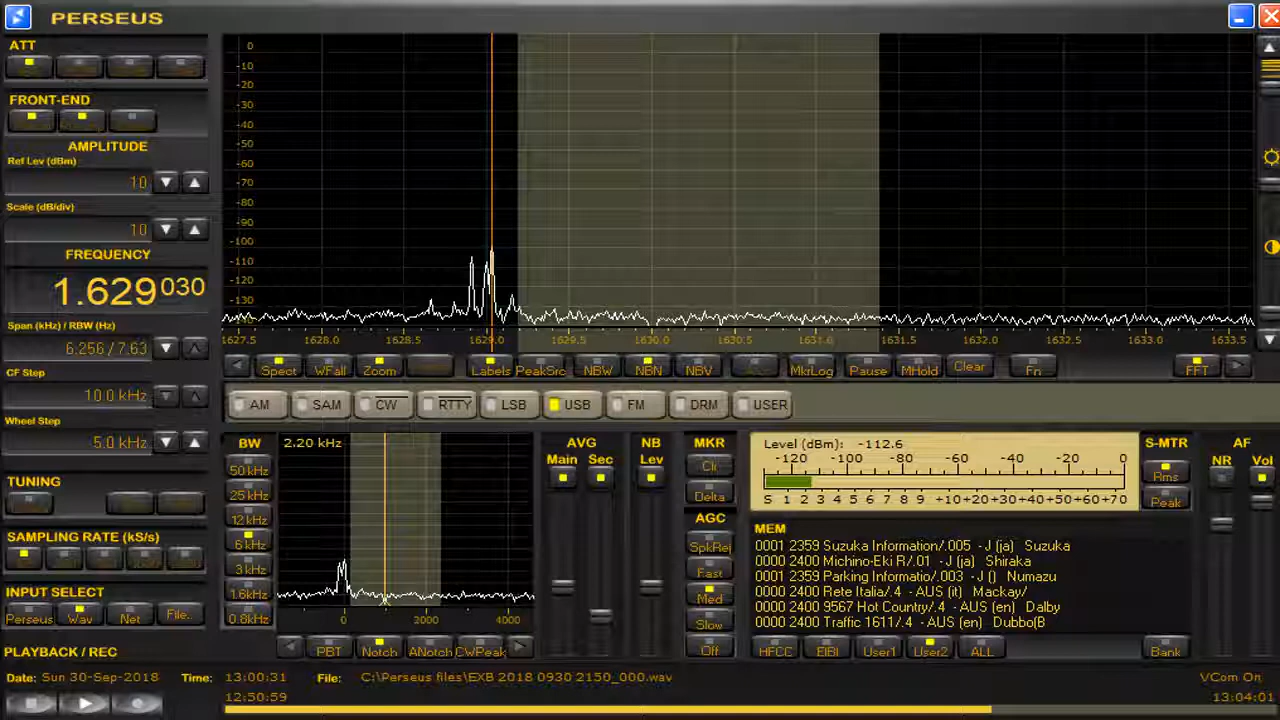 PERSEUS
ATT
FRONT-END
AMPLITUDE
Ref Lev (dBm)
10
Scale (dB/div)
10
FREQUENCY
1.629030
Span (kHz) / RBW (Hz)
6.256 / 7.63
CF Step
10.0 kHz
Wheel Step
5.0 kHz
TUNING
SAMPLING RATE (kS/s)
INPUT SELECT
Perseus Wav Net File..
PLAYBACK / REC
0
-10
-20
-30
-40
-50
-60
-70
-80
-90
-100
-110
-120
-130
1627.5 1628.0 1628.5 1629.0 1629.5 1630.0 1630.5 1631.0 1631.5 1632.0 1632.5 1633.0 1633.5
Spect WFall Zoom Labels PeakSrc NBW NBN NBV MkrLog Pause MHold Clear Fn FFT
AM SAM CW RTTY LSB USB FM DRM USER
BW
50 kHz
25 kHz
12 kHz
6 kHz
3 kHz
1.6kHz
0.8kHz
2.20 kHz
0 2000 4000
PBT Notch ANotch CWPeak
AVG
Main Sec
NB
Lev
MKR
Clr
Delta
AGC
SpkRej
Fast
Med
Slow
Off
Level (dBm): -112.6
-120 -100 -80 -60 -40 -20 0
S 1 2 3 4 5 6 7 8 9 +10 +20 +30 +40 +50 +60 +70
S-MTR
Rms
Peak
AF
NR Vol
MEM
0001 2359 Suzuka Information/.005 - J (ja) Suzuka
0000 2400 Michino-Eki R/.01 - J (ja) Shiraka
0001 2359 Parking Informatio/.003 - J () Numazu
0000 2400 Rete Italia/.4 - AUS (it) Mackay/
0000 2400 9567 Hot Country/.4 - AUS (en) Dalby
0000 2400 Traffic 1611/.4 - AUS (en) Dubbo(B
HFCC EIBI User1 User2 ALL Bank
Date: Sun 30-Sep-2018 Time: 13:00:31 File: C:\Perseus files\EXB 2018 0930 2150_000.wav VCom On
12:50:59 13:04:01